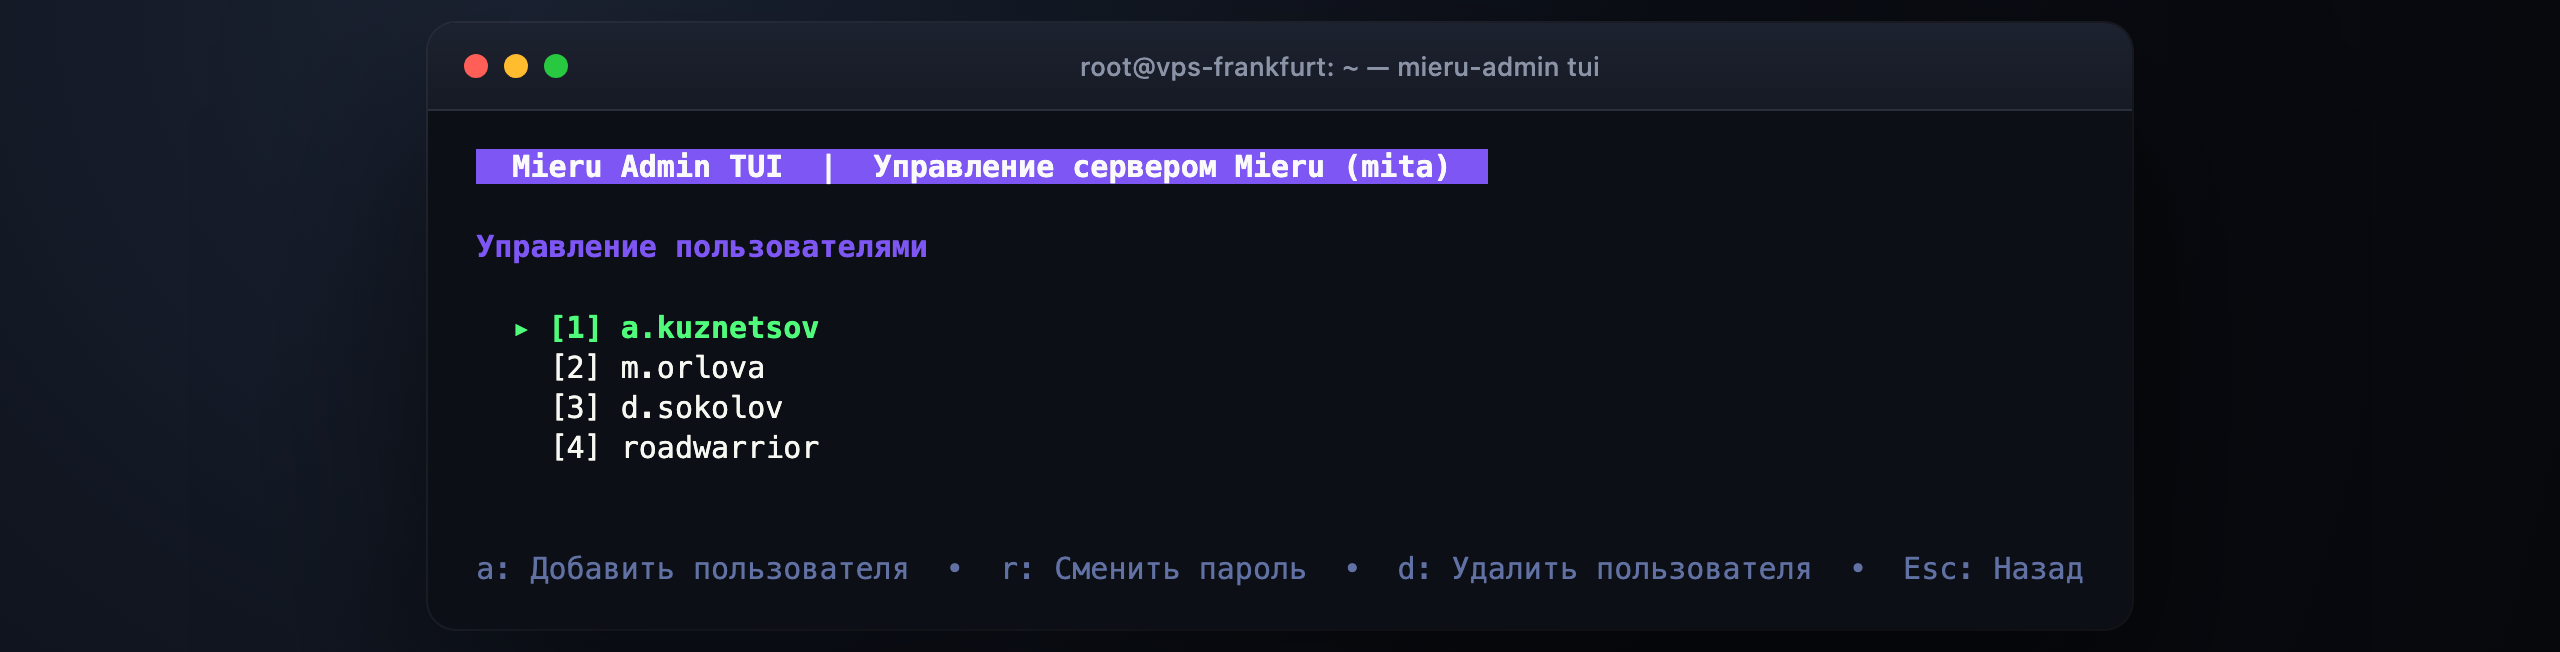 root@vps-frankfurt: ~ — mieru-admin tui
Mieru Admin TUI | Управление сервером Mieru (mita)
Управление пользователями
▸ [1] a.kuznetsov
[2] m.orlova
[3] d.sokolov
[4] roadwarrior
a: Добавить пользователя • r: Сменить пароль • d: Удалить пользователя • Esc: Назад